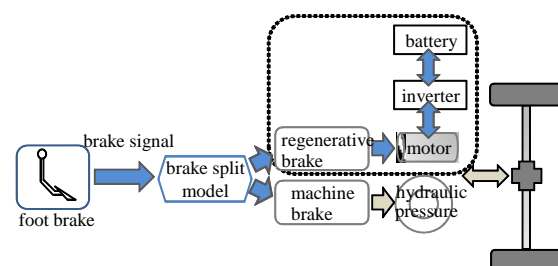 battery
inverter
brake signal
regenerative
brake
motor
brake split
model
foot brake
machine
brake
hydraulic
pressure